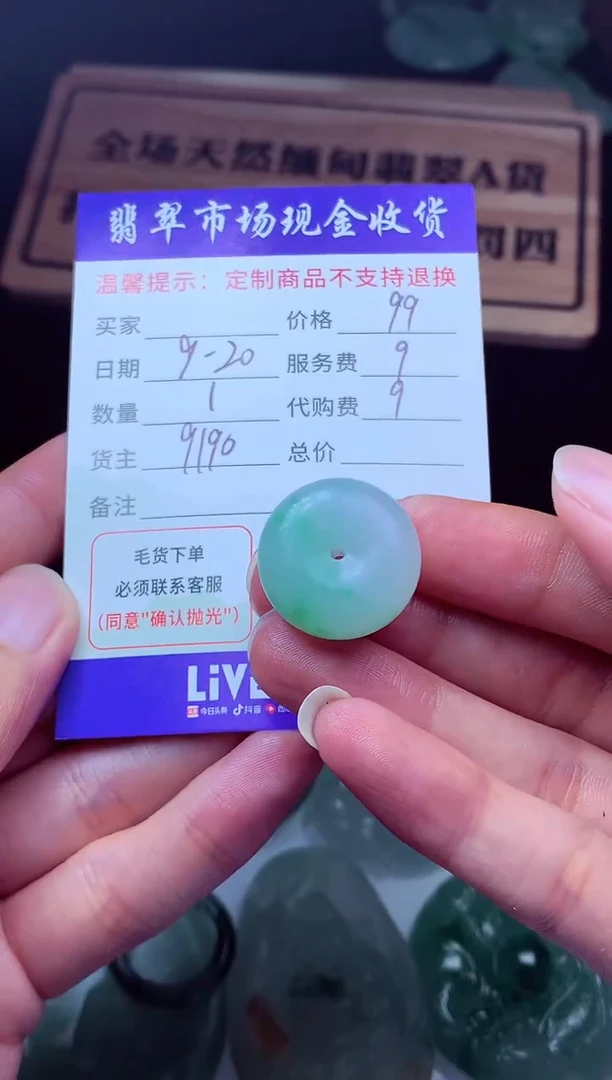 全场天然缅甸翡翠A货
罚四
翡翠市场现金收货
温馨提示：定制商品不支持退换
买家 价格 99
日期 9-20 服务费 9
数量 1 代购费 9
货主 9190 总价
备注
毛货下单
必须联系客服
(同意"确认抛光")
LiVE
今日头条 抖音